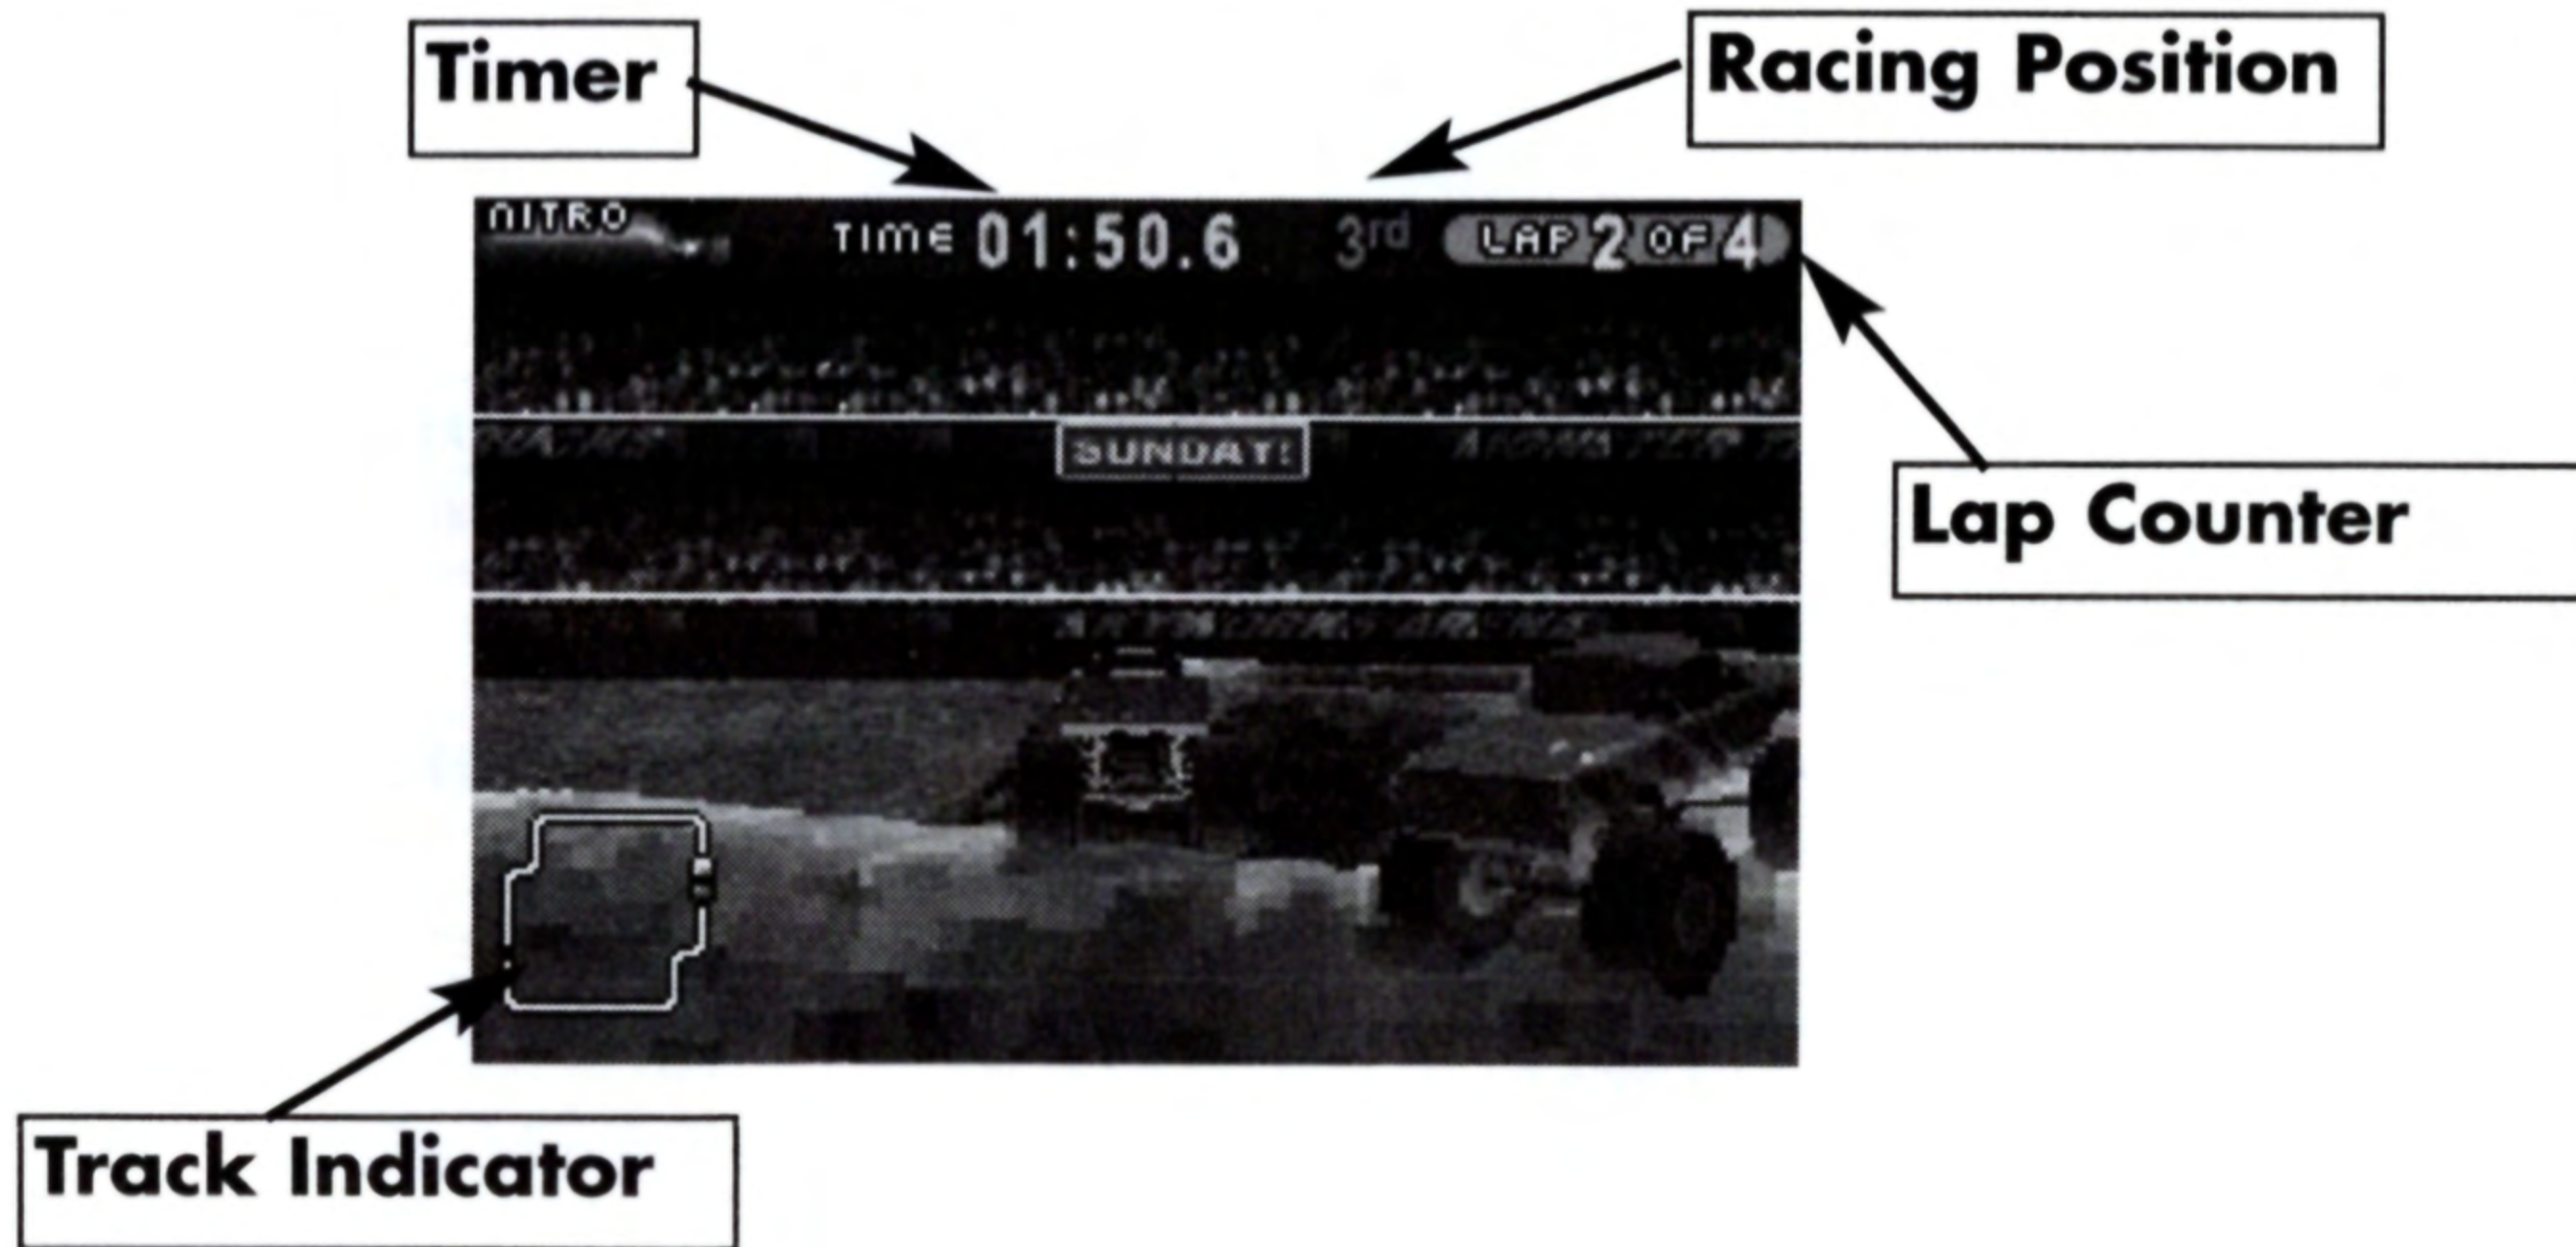 Timer
Racing Position
NITRO
TIME 01:50.6
3rd
LAP 2 OF 4
SUNDAY!
Lap Counter
Track Indicator